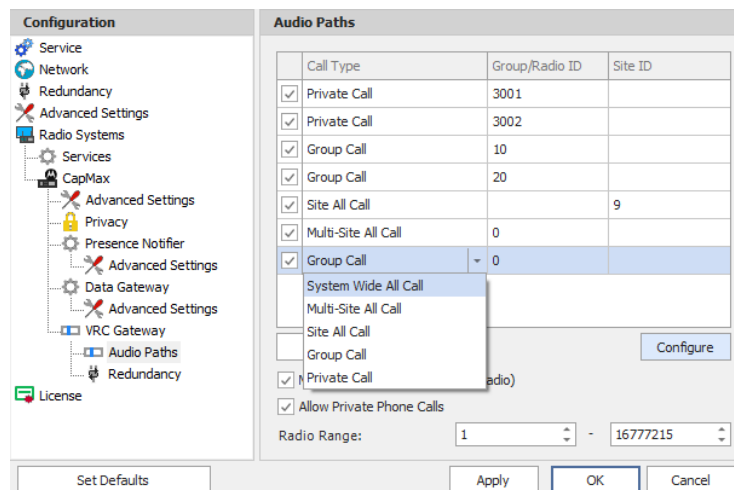 Configuration
Service
Network
Redundancy
Advanced Settings
Radio Systems
Services
CapMax
Advanced Settings
Privacy
Presence Notifier
Advanced Settings
Data Gateway
Advanced Settings
VRC Gateway
Audio Paths
Redundancy
License
Audio Paths
Call Type Group/Radio ID Site ID
Private Call 3001
Private Call 3002
Group Call 10
Group Call 20
Site All Call 9
Multi-Site All Call 0
Group Call 0
System Wide All Call
Multi-Site All Call
Site All Call
Group Call
Private Call
Configure
adio)
Allow Private Phone Calls
Radio Range: 1 - 16777215
Set Defaults Apply OK Cancel